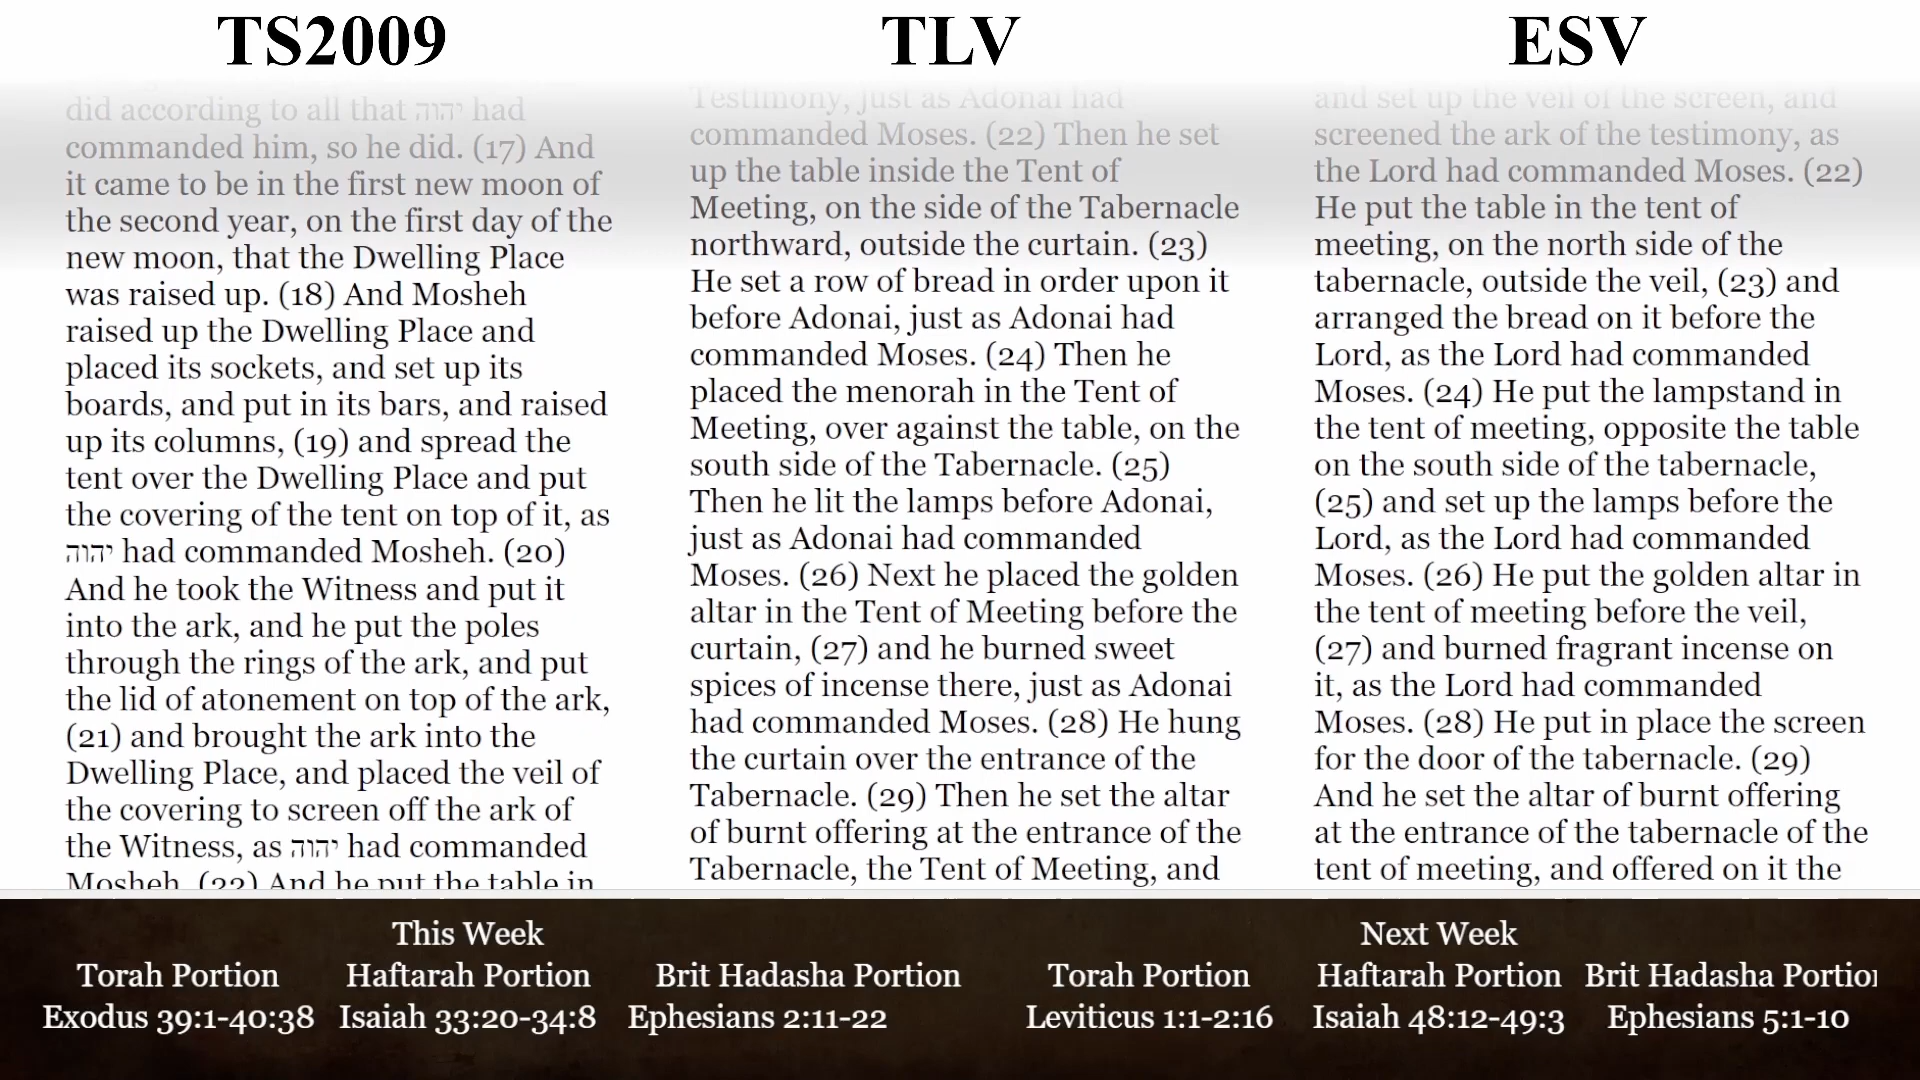 TS2009
did according to all that יהוה had
commanded him, so he did. (17) And
it came to be in the first new moon of
the second year, on the first day of the
new moon, that the Dwelling Place
was raised up. (18) And Mosheh
raised up the Dwelling Place and
placed its sockets, and set up its
boards, and put in its bars, and raised
up its columns, (19) and spread the
tent over the Dwelling Place and put
the covering of the tent on top of it, as
יהוה had commanded Mosheh. (20)
And he took the Witness and put it
into the ark, and he put the poles
through the rings of the ark, and put
the lid of atonement on top of the ark,
(21) and brought the ark into the
Dwelling Place, and placed the veil of
the covering to screen off the ark of
the Witness, as יהוה had commanded
Mosheh. (22) And he put the table in
TLV
Testimony, just as Adonai had
commanded Moses. (22) Then he set
up the table inside the Tent of
Meeting, on the side of the Tabernacle
northward, outside the curtain. (23)
He set a row of bread in order upon it
before Adonai, just as Adonai had
commanded Moses. (24) Then he
placed the menorah in the Tent of
Meeting, over against the table, on the
south side of the Tabernacle. (25)
Then he lit the lamps before Adonai,
just as Adonai had commanded
Moses. (26) Next he placed the golden
altar in the Tent of Meeting before the
curtain, (27) and he burned sweet
spices of incense there, just as Adonai
had commanded Moses. (28) He hung
the curtain over the entrance of the
Tabernacle. (29) Then he set the altar
of burnt offering at the entrance of the
Tabernacle, the Tent of Meeting, and
ESV
and set up the veil of the screen, and
screened the ark of the testimony, as
the Lord had commanded Moses. (22)
He put the table in the tent of
meeting, on the north side of the
tabernacle, outside the veil, (23) and
arranged the bread on it before the
Lord, as the Lord had commanded
Moses. (24) He put the lampstand in
the tent of meeting, opposite the table
on the south side of the tabernacle,
(25) and set up the lamps before the
Lord, as the Lord had commanded
Moses. (26) He put the golden altar in
the tent of meeting before the veil,
(27) and burned fragrant incense on
it, as the Lord had commanded
Moses. (28) He put in place the screen
for the door of the tabernacle. (29)
And he set the altar of burnt offering
at the entrance of the tabernacle of the
tent of meeting, and offered on it the
This Week
Torah Portion Haftarah Portion Brit Hadasha Portion
Exodus 39:1-40:38 Isaiah 33:20-34:8 Ephesians 2:11-22
Next Week
Torah Portion Haftarah Portion Brit Hadasha Portion
Leviticus 1:1-2:16 Isaiah 48:12-49:3 Ephesians 5:1-10